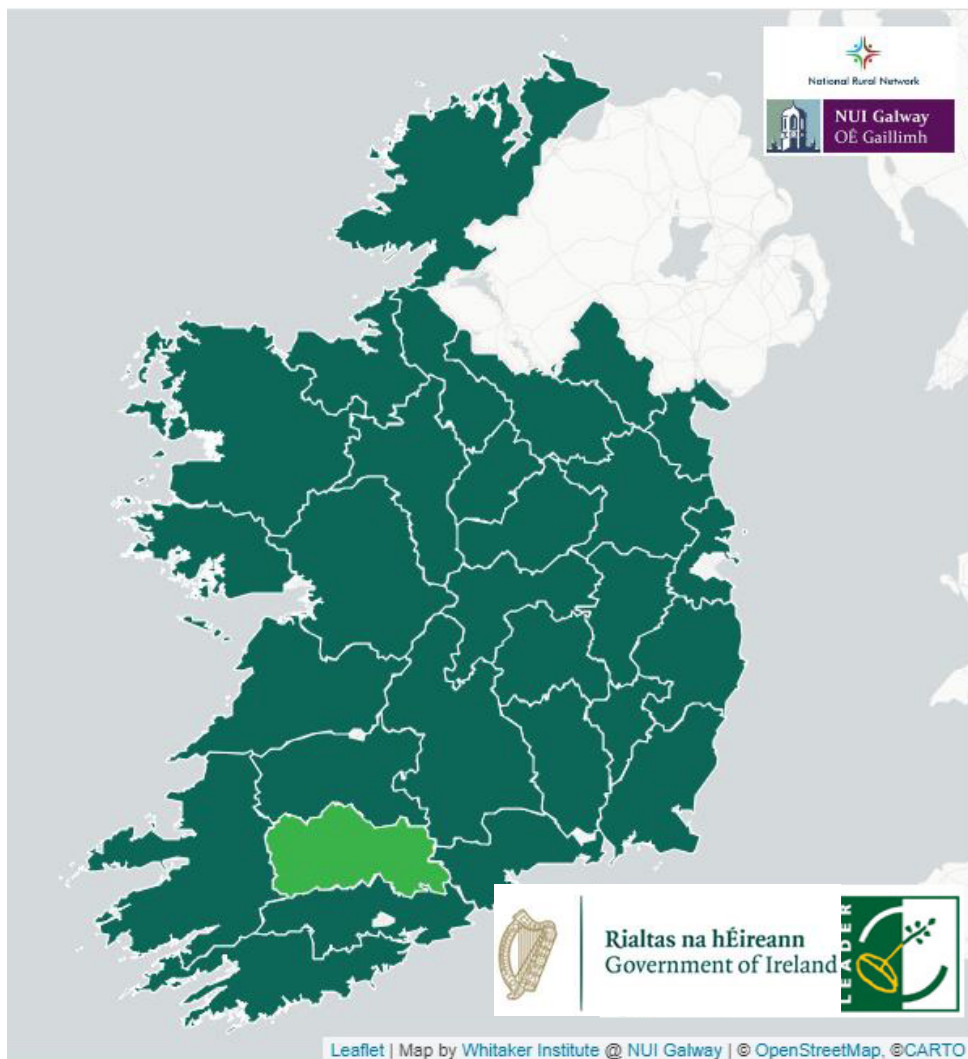 National Rural Network
NUI Galway
OÉ Gaillimh
Rialtas na hÉireann
Government of Ireland
LEADER
Leaflet | Map by Whitaker Institute @ NUI Galway | © OpenStreetMap, ©CARTO